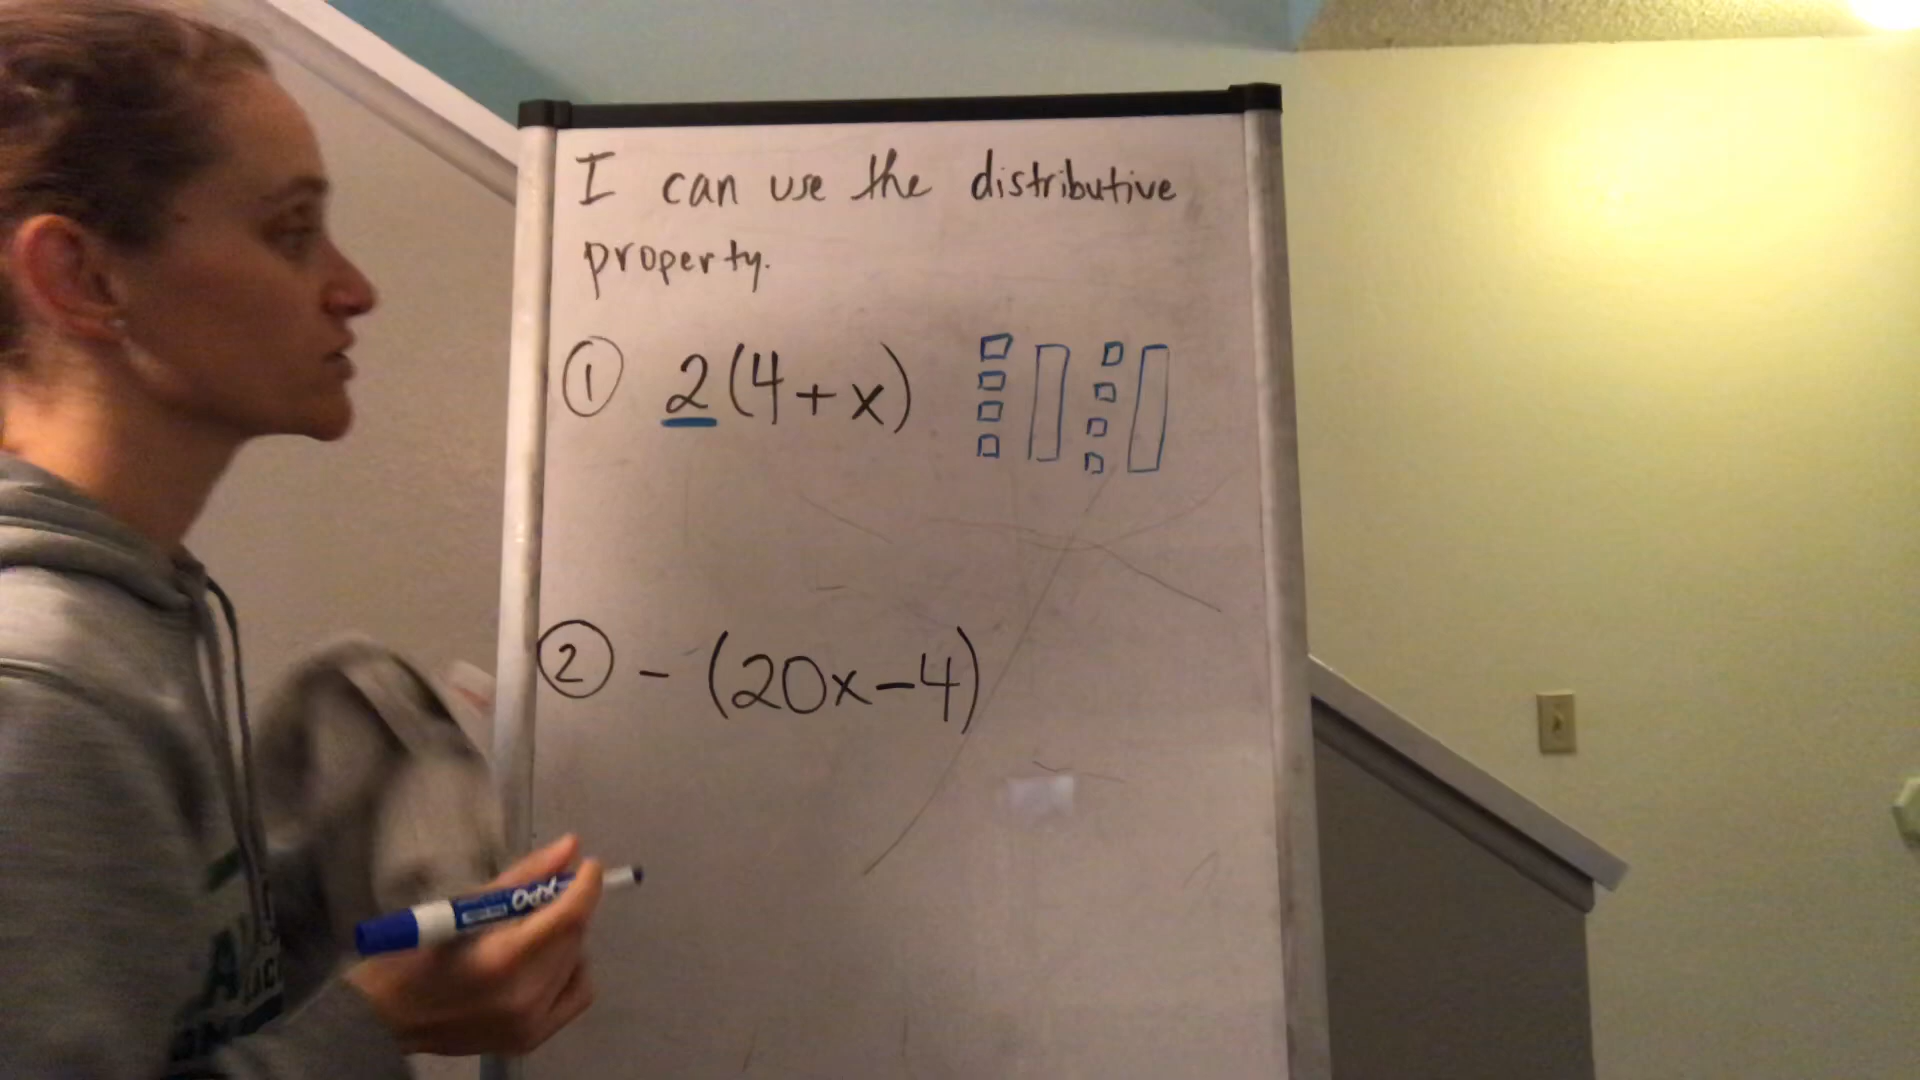 I can use the distributive
property.
① 2(4+x)
② -(20x-4)